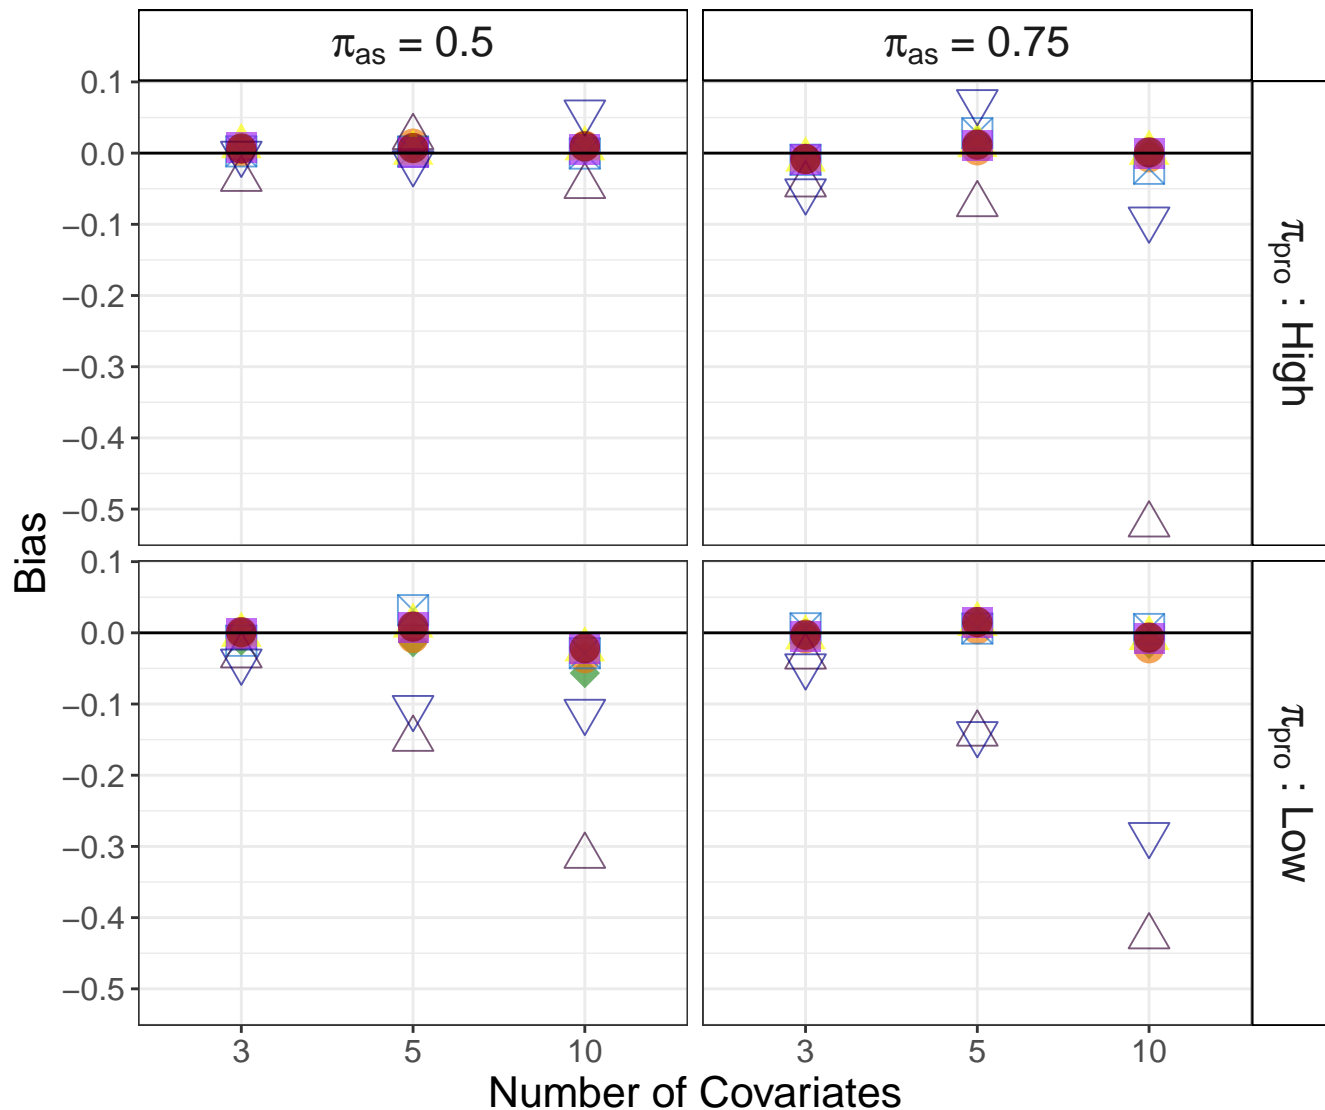 π_as = 0.5
π_as = 0.75
0.1
0.0
−0.1
−0.2
−0.3
−0.4
−0.5
π_pro : High
Bias
0.1
0.0
−0.1
−0.2
−0.3
−0.4
−0.5
π_pro : Low
3 5 10
3 5 10
Number of Covariates